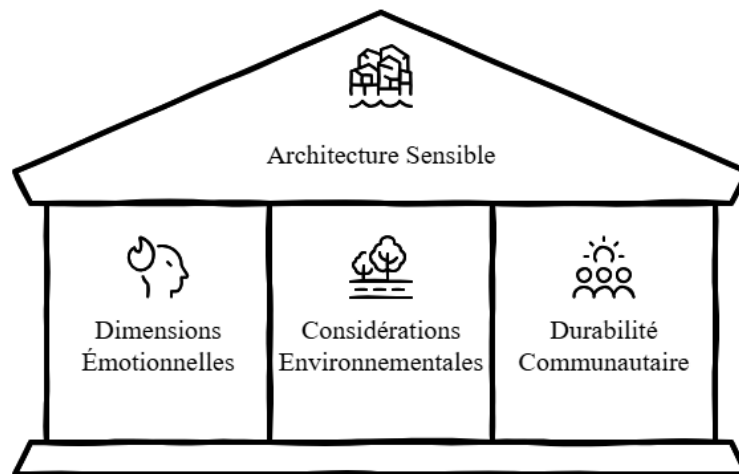 Architecture Sensible
Dimensions
Émotionnelles
Considérations
Environnementales
Durabilité
Communautaire